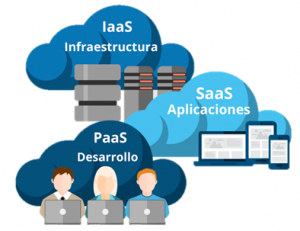 IaaS
Infraestructura
SaaS
Aplicaciones
PaaS
Desarrollo